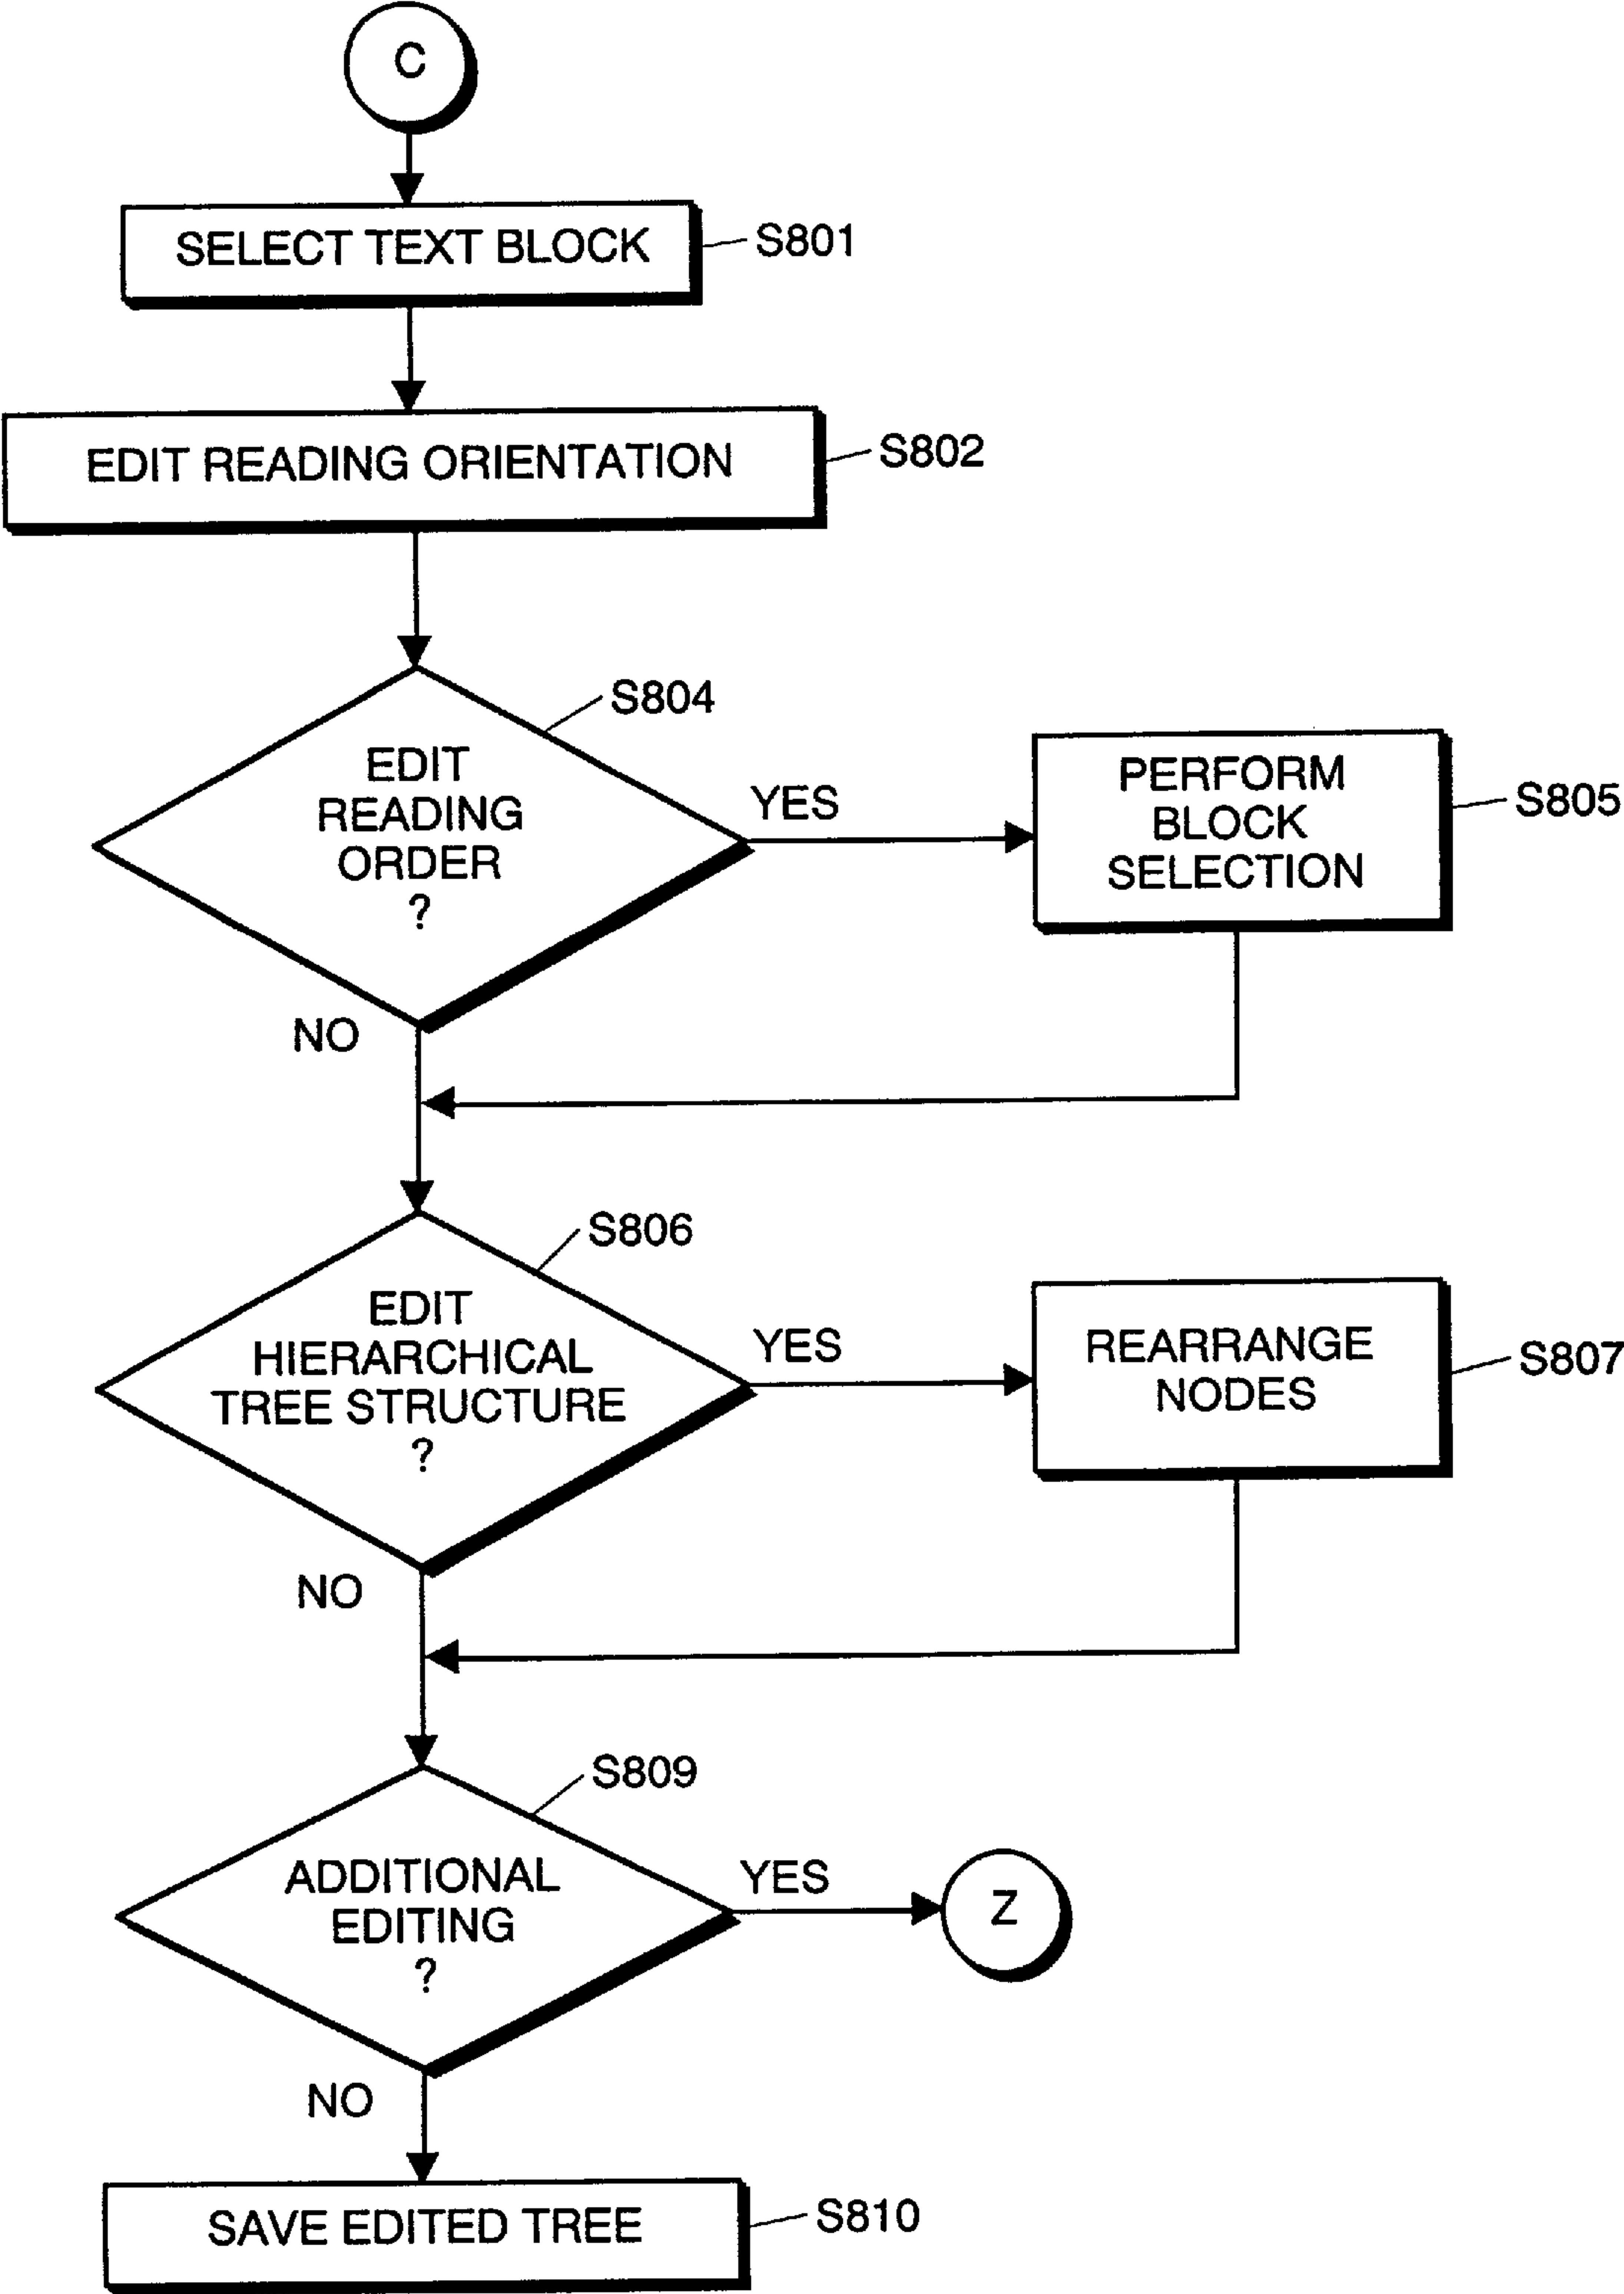 C
SELECT TEXT BLOCK
S801
EDIT READING ORIENTATION
S802
S804
EDIT
READING
ORDER
?
YES
PERFORM
BLOCK
SELECTION
S805
NO
S806
EDIT
HIERARCHICAL
TREE STRUCTURE
?
YES
REARRANGE
NODES
S807
NO
S809
ADDITIONAL
EDITING
?
YES
Z
NO
SAVE EDITED TREE
S810